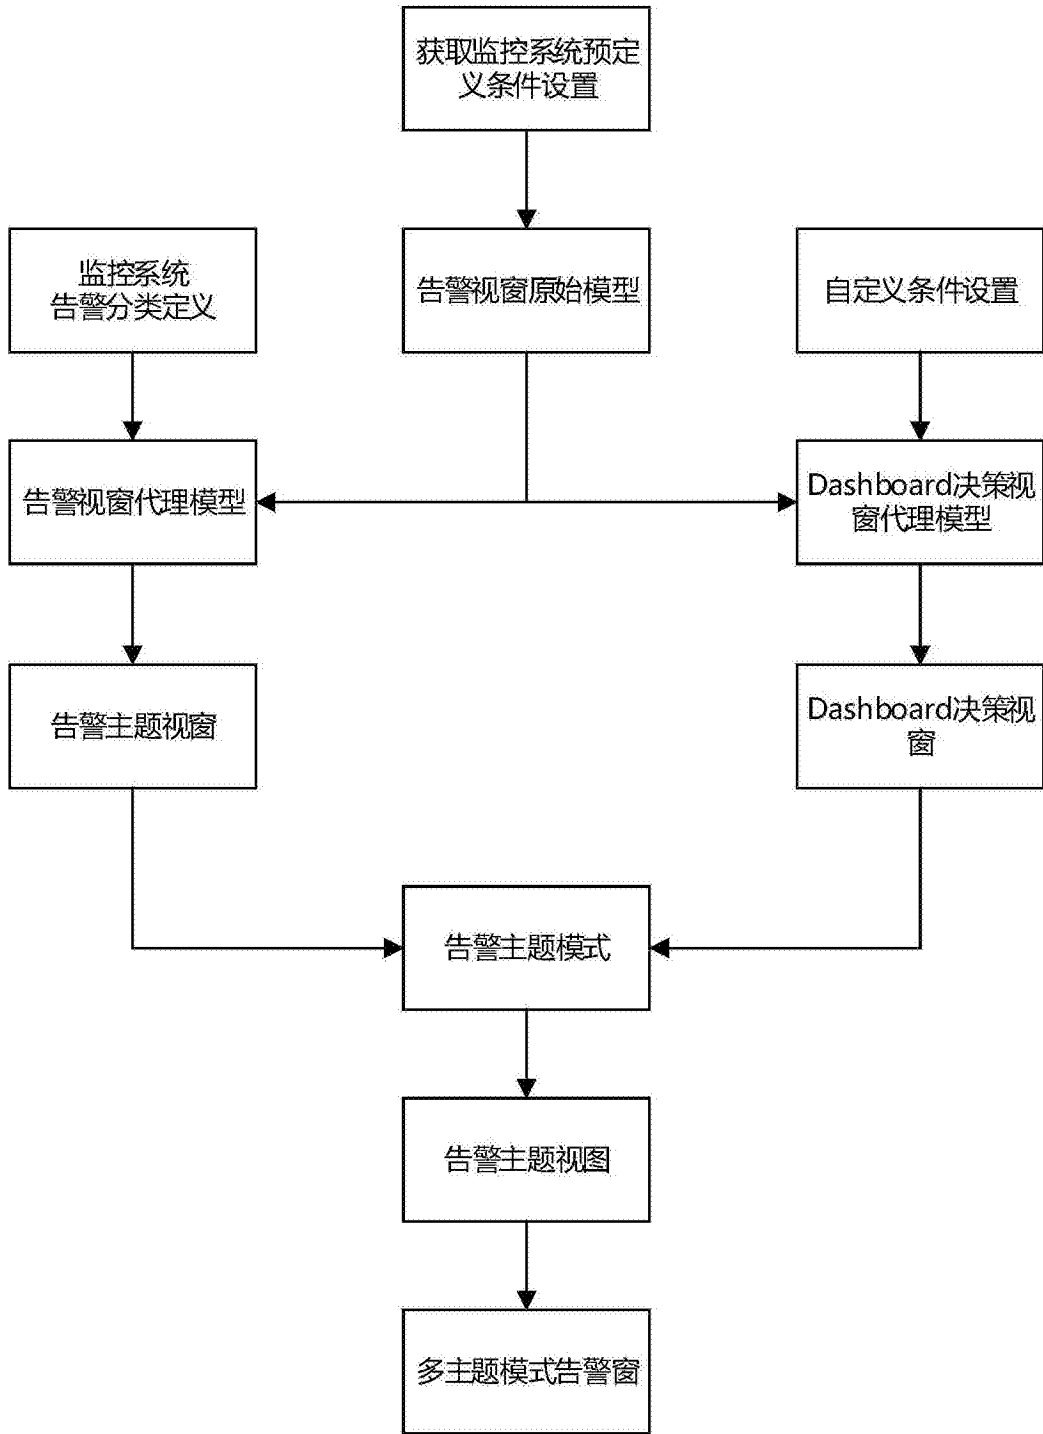 获取监控系统预定
义条件设置
监控系统
告警分类定义
告警视窗原始模型
自定义条件设置
告警视窗代理模型
Dashboard决策视
窗代理模型
告警主题视窗
Dashboard决策视
窗
告警主题模式
告警主题视图
多主题模式告警窗